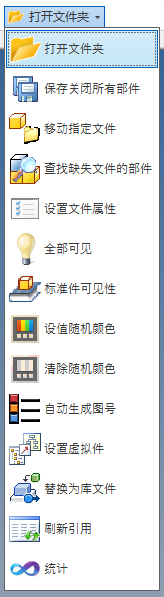 打开文件夹
打开文件夹
保存关闭所有部件
移动指定文件
查找缺失文件的部件
设置文件属性
全部可见
标准件可见性
设值随机颜色
清除随机颜色
自动生成图号
设置虚拟件
替换为库文件
刷新引用
统计